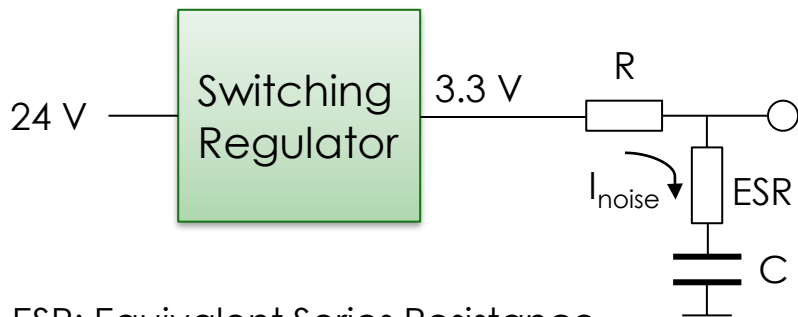 24 V
Switching
Regulator
3.3 V
R
I noise
ESR
C
ESR: Equivalent Series Resistance